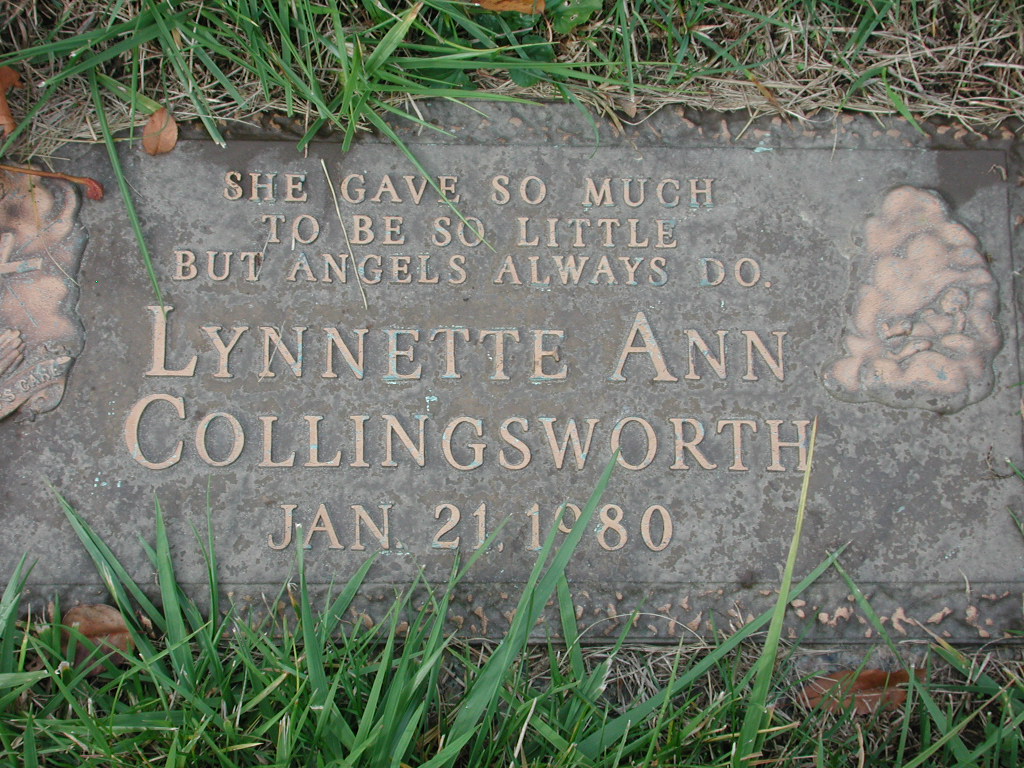 SHE GAVE SO MUCH
TO BE SO LITTLE
BUT ANGELS ALWAYS DO.
LYNNETTE ANN
COLLINGSWORTH
JAN. 21, 1980